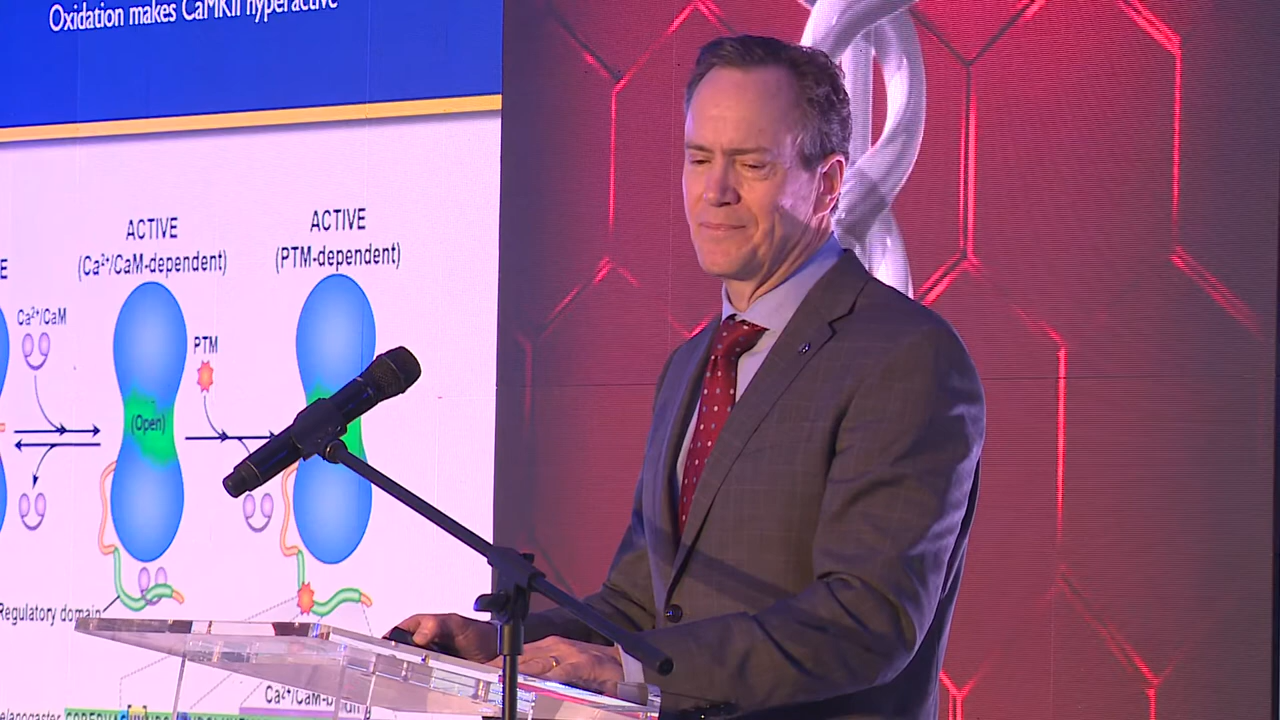 Oxidation makes CaMKII hyperactive
ACTIVE
(Ca²⁺/CaM-dependent)
ACTIVE
(PTM-dependent)
E
Ca²⁺/CaM
PTM
(Open)
Regulatory domain
Ca²⁺/CaM-b
elanogaster